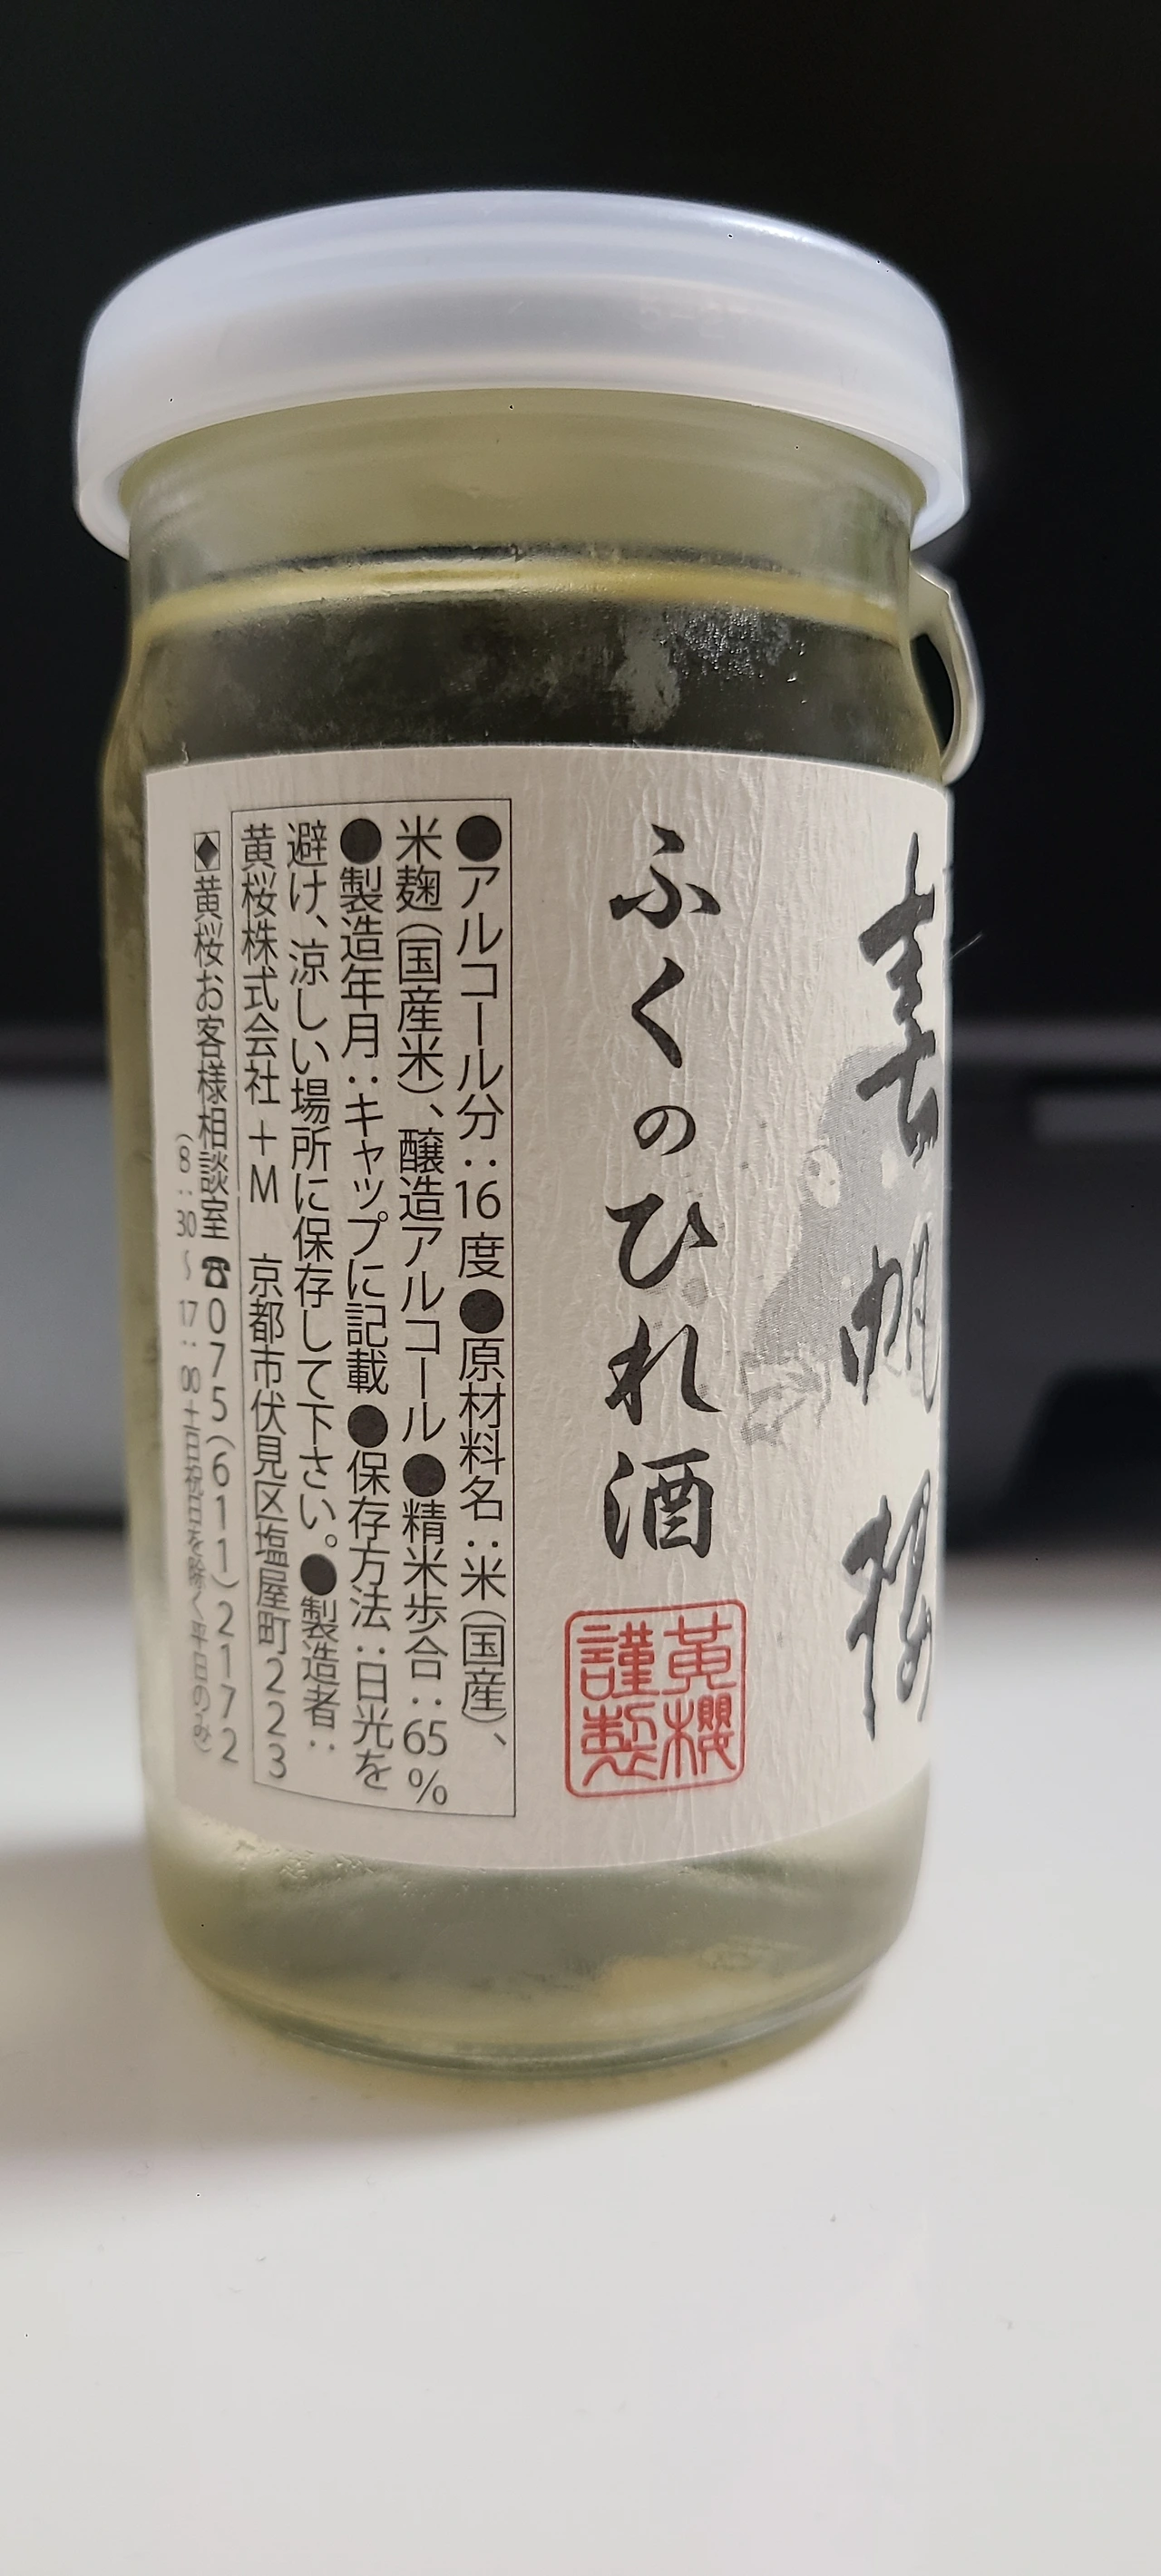 春帆楼
ふくのひれ酒
黄櫻
謹製
●アルコール分：16度●原材料名：米（国産）、
米麹（国産米）、醸造アルコール●精米歩合：65％
●製造年月：キャップに記載●保存方法：日光を
避け、涼しい場所に保存して下さい。●製造者：
黄桜株式会社＋M　京都市伏見区塩屋町223
◆黄桜お客様相談室☎075（611）2172
（8：30～17：00土日祝日を除く平日のみ）